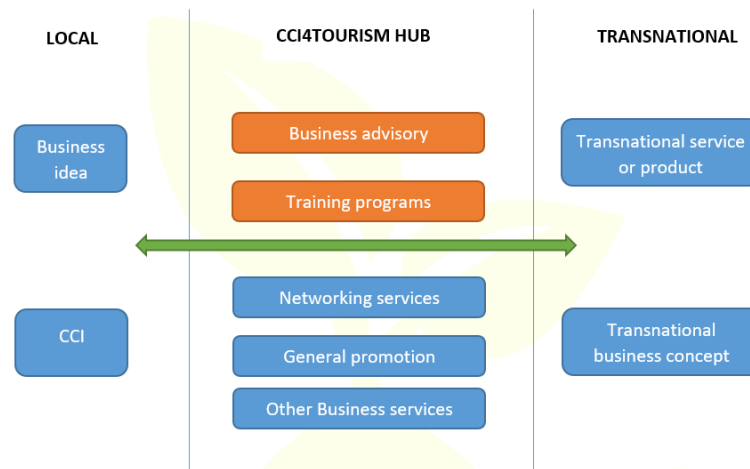 LOCAL
CCI4TOURISM HUB
TRANSNATIONAL
Business
idea
Business advisory
Training programs
Transnational service
or product
CCI
Networking services
General promotion
Other Business services
Transnational
business concept